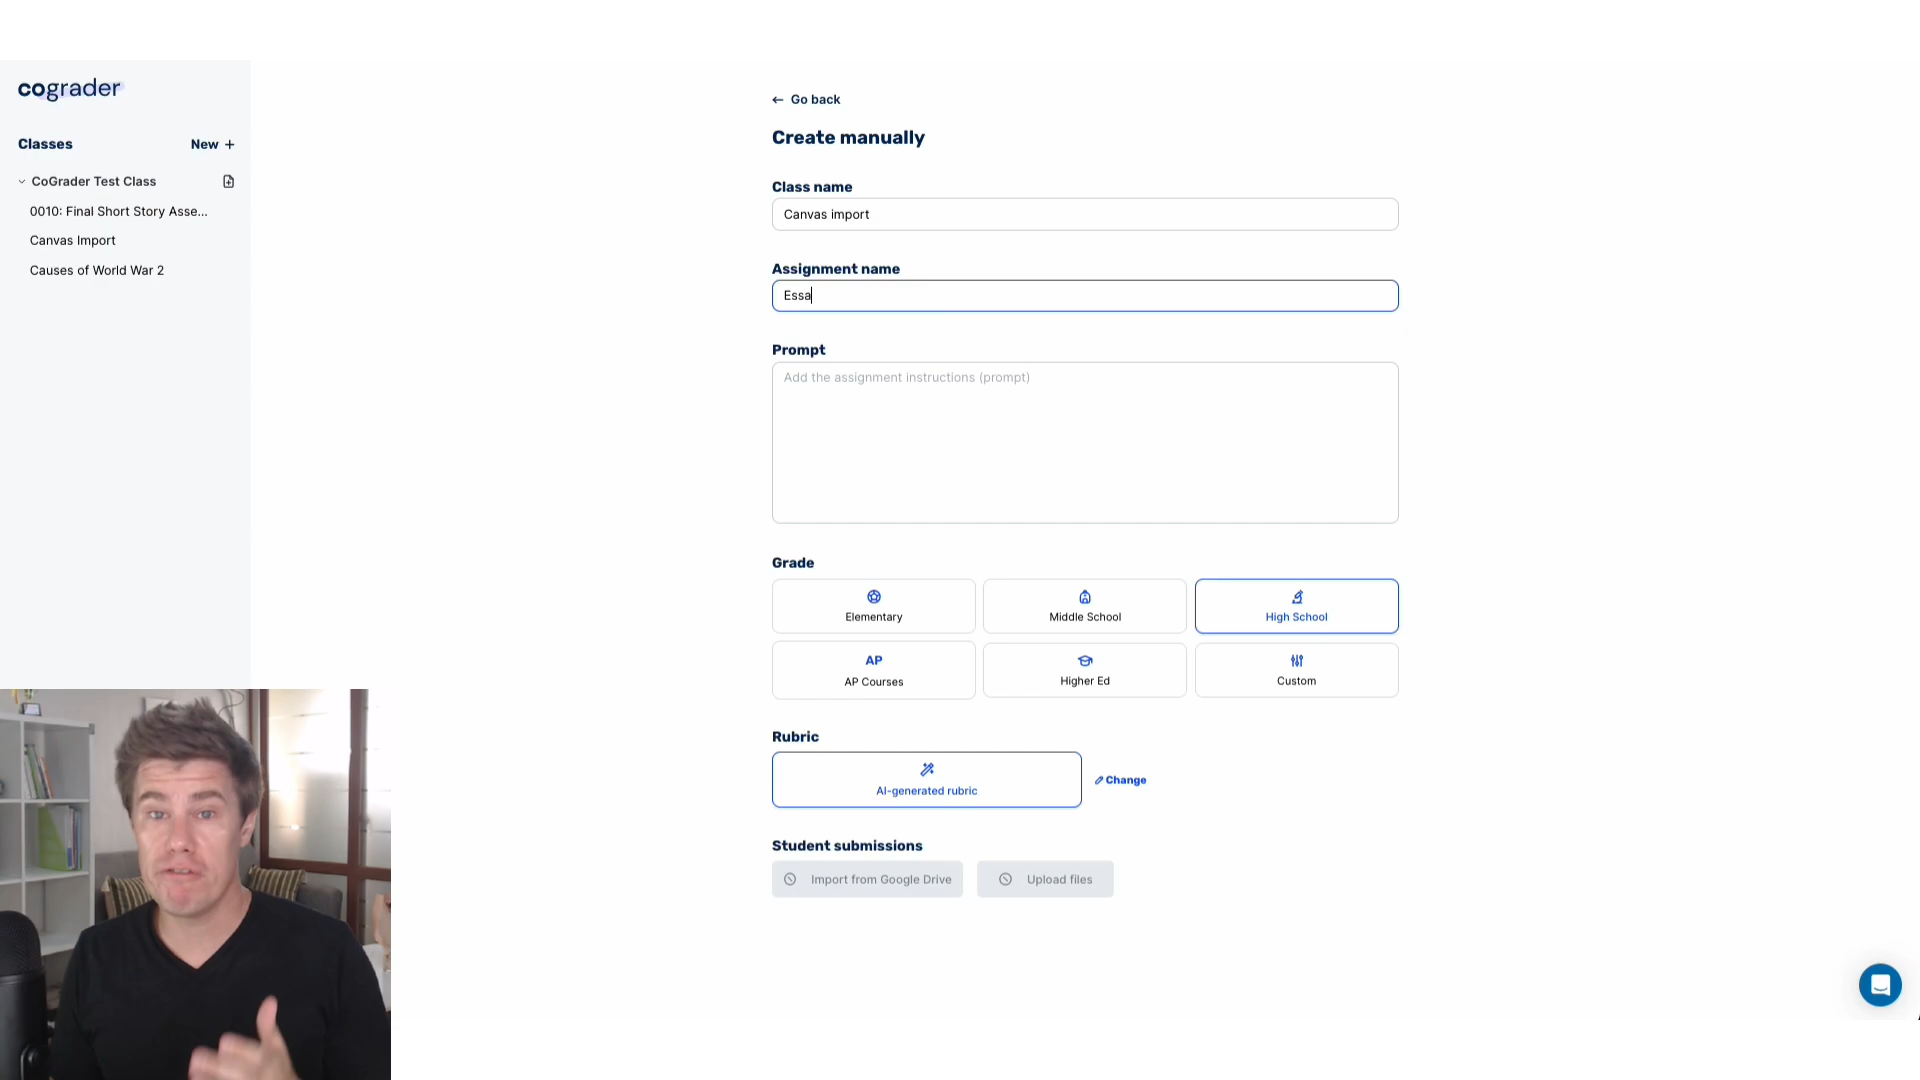 cograder
Classes
New +
CoGrader Test Class
0010: Final Short Story Asse...
Canvas Import
Causes of World War 2
Go back
Create manually
Class name
Canvas import
Assignment name
Essa
Prompt
Add the assignment instructions (prompt)
Grade
Elementary
Middle School
High School
AP
AP Courses
Higher Ed
Custom
Rubric
AI-generated rubric
Change
Student submissions
Import from Google Drive
Upload files